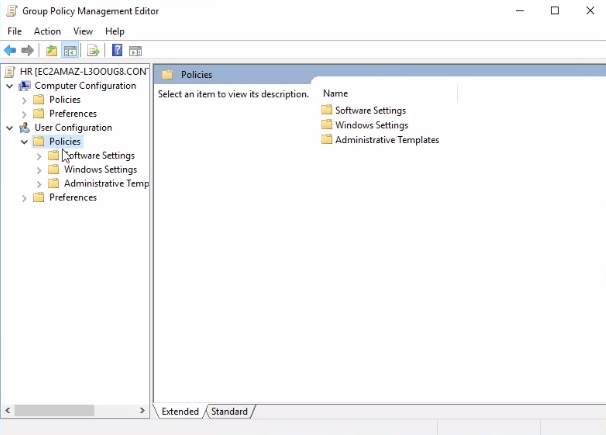 Group Policy Management Editor
File Action View Help
HR [EC2AMAZ-L3OOUG8.CONT
Computer Configuration
Policies
Preferences
User Configuration
Policies
Software Settings
Windows Settings
Administrative Temp
Preferences
Policies
Select an item to view its description.
Name
Software Settings
Windows Settings
Administrative Templates
Extended Standard